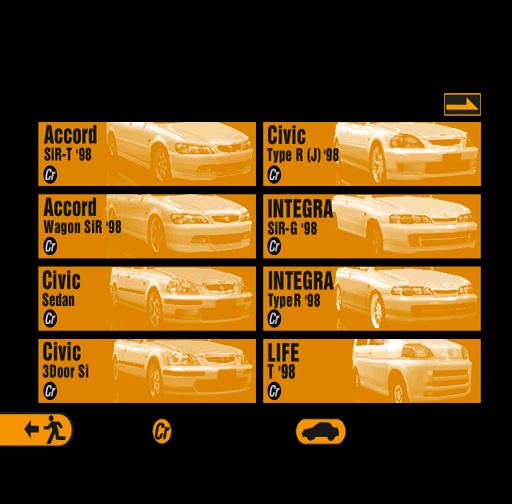 Accord
SiR-T '98
Cr
Civic
Type R (J) '98
Cr
Accord
Wagon SiR '98
Cr
INTEGRA
SiR-G '98
Cr
Civic
Sedan
Cr
INTEGRA
Type R '98
Cr
Civic
3Door Si
Cr
LIFE
T '98
Cr
Cr